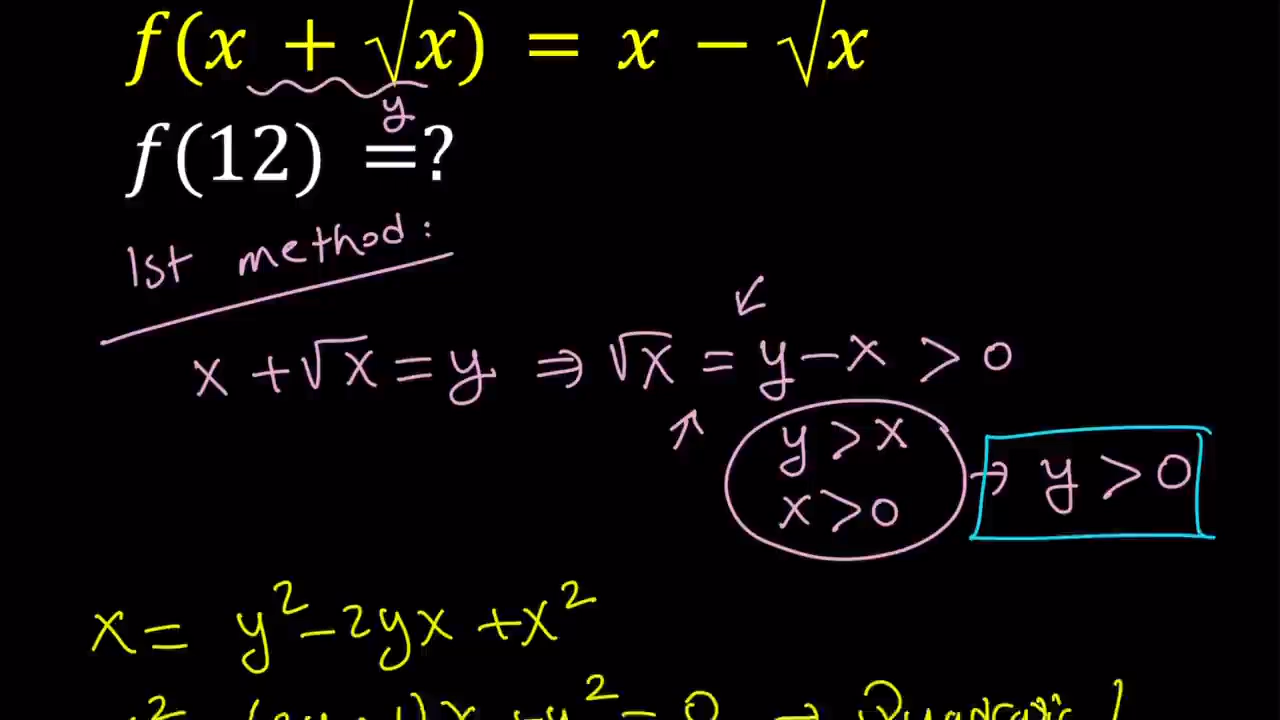 f(x + √x) = x − √x
y
f(12) =?
1st method:
x + √x = y ⇒ √x = y − x > 0
y > x
x > 0
→ y > 0
x = y² − 2yx + x²